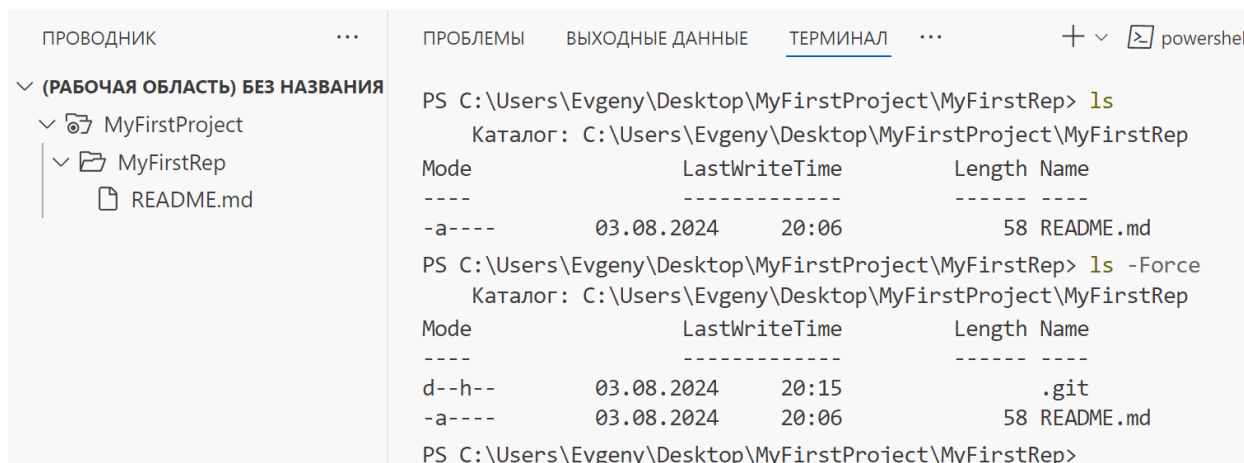 ПРОВОДНИК ...
(РАБОЧАЯ ОБЛАСТЬ) БЕЗ НАЗВАНИЯ
MyFirstProject
MyFirstRep
README.md
ПРОБЛЕМЫ ВЫХОДНЫЕ ДАННЫЕ ТЕРМИНАЛ ... powershel
PS C:\Users\Evgeny\Desktop\MyFirstProject\MyFirstRep> ls
Каталог: C:\Users\Evgeny\Desktop\MyFirstProject\MyFirstRep
Mode LastWriteTime Length Name
---- ------------- ------ ----
-a---- 03.08.2024 20:06 58 README.md
PS C:\Users\Evgeny\Desktop\MyFirstProject\MyFirstRep> ls -Force
Каталог: C:\Users\Evgeny\Desktop\MyFirstProject\MyFirstRep
Mode LastWriteTime Length Name
---- ------------- ------ ----
d--h-- 03.08.2024 20:15 .git
-a---- 03.08.2024 20:06 58 README.md
PS C:\Users\Evgeny\Desktop\MyFirstProject\MyFirstRep>